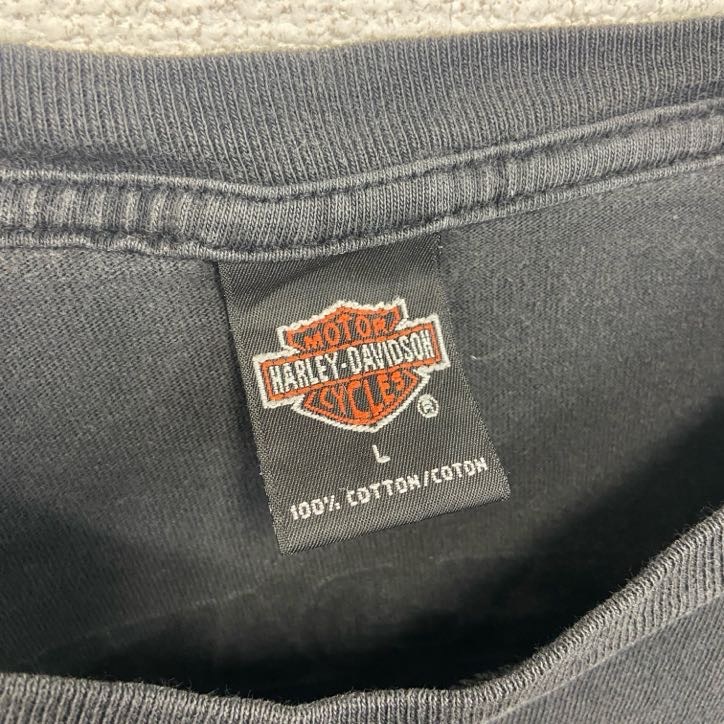 MOTOR
HARLEY-DAVIDSON
CYCLES
®
L
100% COTTON/COTON